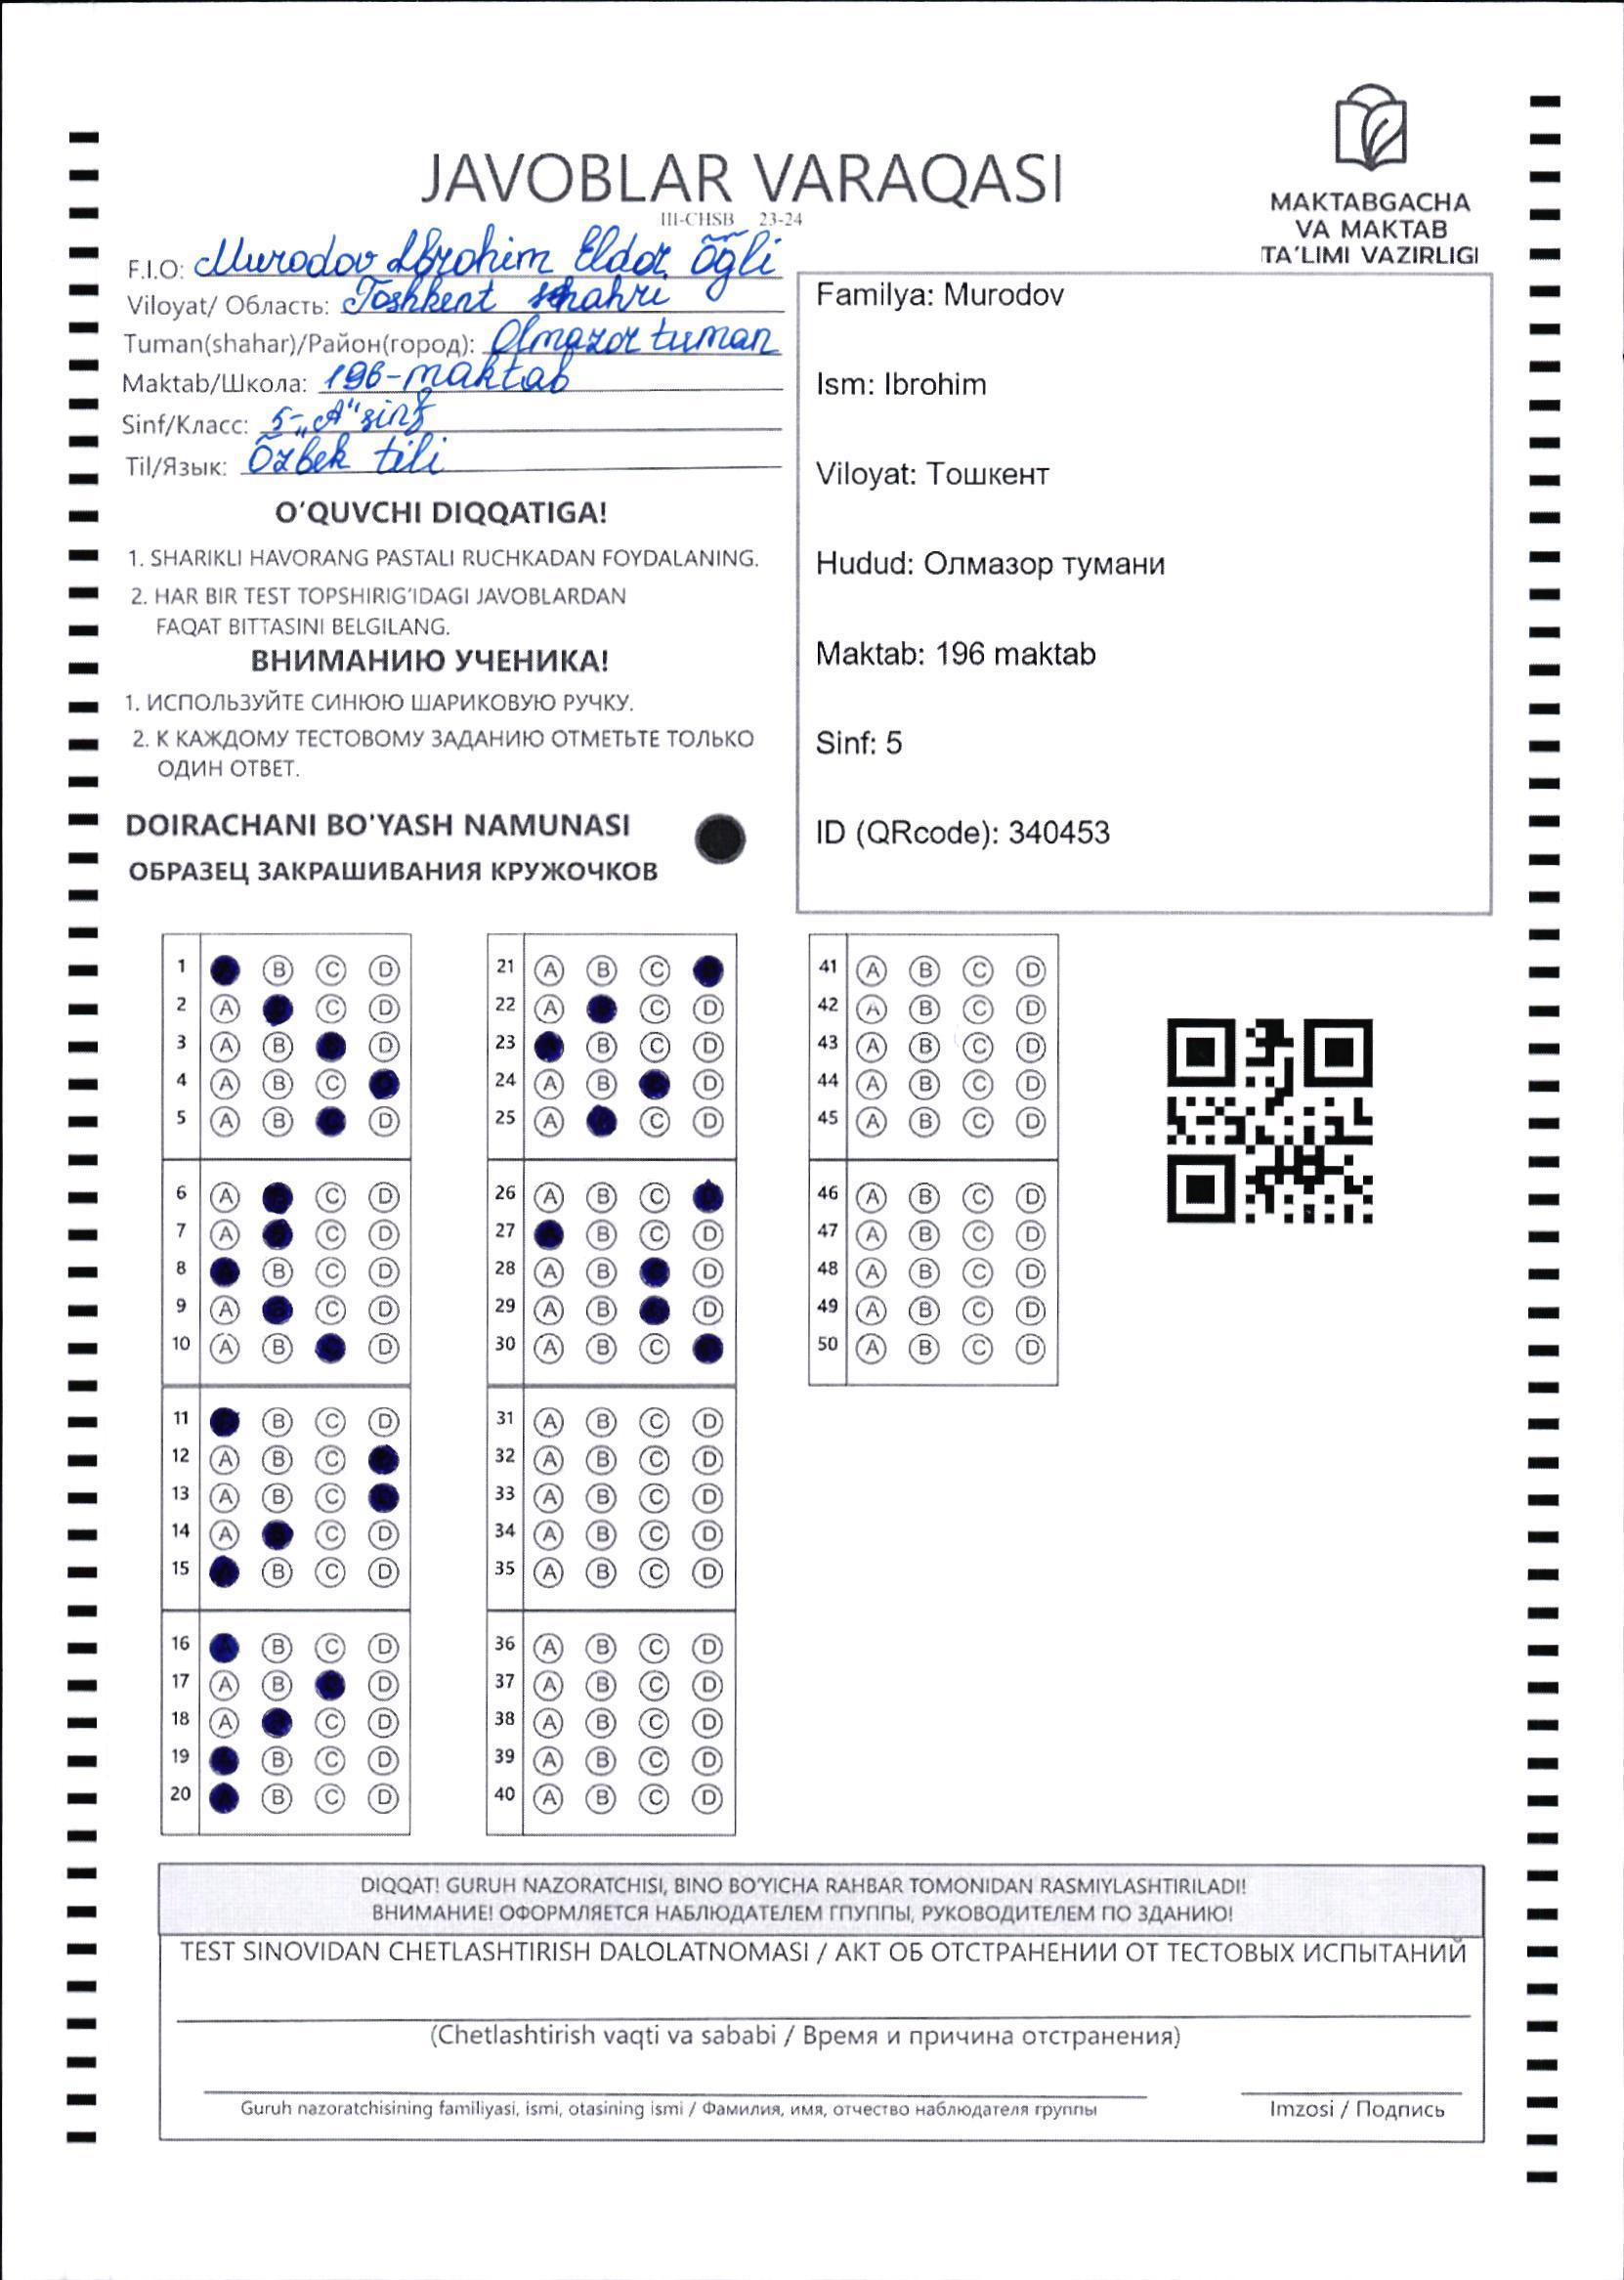 JAVOBLAR VARAQASI
III-CHSB 23-24
MAKTABGACHA
VA MAKTAB
TA'LIMI VAZIRLIGI
F.I.O: Murodov Ibrohim Eldor õğli
Viloyat/ Область: Toshkent shahri
Tuman(shahar)/Район(город): Olmazor tuman
Maktab/Школа: 196-maktab
Sinf/Класс: 5-„A" sinf
Til/Язык: Õzbek tili
O'QUVCHI DIQQATIGA!
1. SHARIKLI HAVORANG PASTALI RUCHKADAN FOYDALANING.
2. HAR BIR TEST TOPSHIRIG'IDAGI JAVOBLARDAN
FAQAT BITTASINI BELGILANG.
ВНИМАНИЮ УЧЕНИКА!
1. ИСПОЛЬЗУЙТЕ СИНЮЮ ШАРИКОВУЮ РУЧКУ.
2. К КАЖДОМУ ТЕСТОВОМУ ЗАДАНИЮ ОТМЕТЬТЕ ТОЛЬКО
ОДИН ОТВЕТ.
DOIRACHANI BO'YASH NAMUNASI
ОБРАЗЕЦ ЗАКРАШИВАНИЯ КРУЖОЧКОВ
Familya: Murodov
Ism: Ibrohim
Viloyat: Тошкент
Hudud: Олмазор тумани
Maktab: 196 maktab
Sinf: 5
ID (QRcode): 340453
1 B C D
2 A C D
3 A B D
4 A B C
5 A B D
6 A C D
7 A C D
8 B C D
9 A C D
10 A B D
11 B C D
12 A B C
13 A B C
14 A C D
15 B C D
16 B C D
17 A B D
18 A C D
19 B C D
20 B C D
21 A B C
22 A C D
23 B C D
24 A B D
25 A C D
26 A B C
27 B C D
28 A B D
29 A B D
30 A B C
31 A B C D
32 A B C D
33 A B C D
34 A B C D
35 A B C D
36 A B C D
37 A B C D
38 A B C D
39 A B C D
40 A B C D
41 A B C D
42 A B C D
43 A B C D
44 A B C D
45 A B C D
46 A B C D
47 A B C D
48 A B C D
49 A B C D
50 A B C D
DIQQAT! GURUH NAZORATCHISI, BINO BO'YICHA RAHBAR TOMONIDAN RASMIYLASHTIRILADI!
ВНИМАНИЕ! ОФОРМЛЯЕТСЯ НАБЛЮДАТЕЛЕМ ГПУППЫ, РУКОВОДИТЕЛЕМ ПО ЗДАНИЮ!
TEST SINOVIDAN CHETLASHTIRISH DALOLATNOMASI / АКТ ОБ ОТСТРАНЕНИИ ОТ ТЕСТОВЫХ ИСПЫТАНИЙ
(Chetlashtirish vaqti va sababi / Время и причина отстранения)
Guruh nazoratchisining familiyasi, ismi, otasining ismi / Фамилия, имя, отчество наблюдателя группы
Imzosi / Подпись